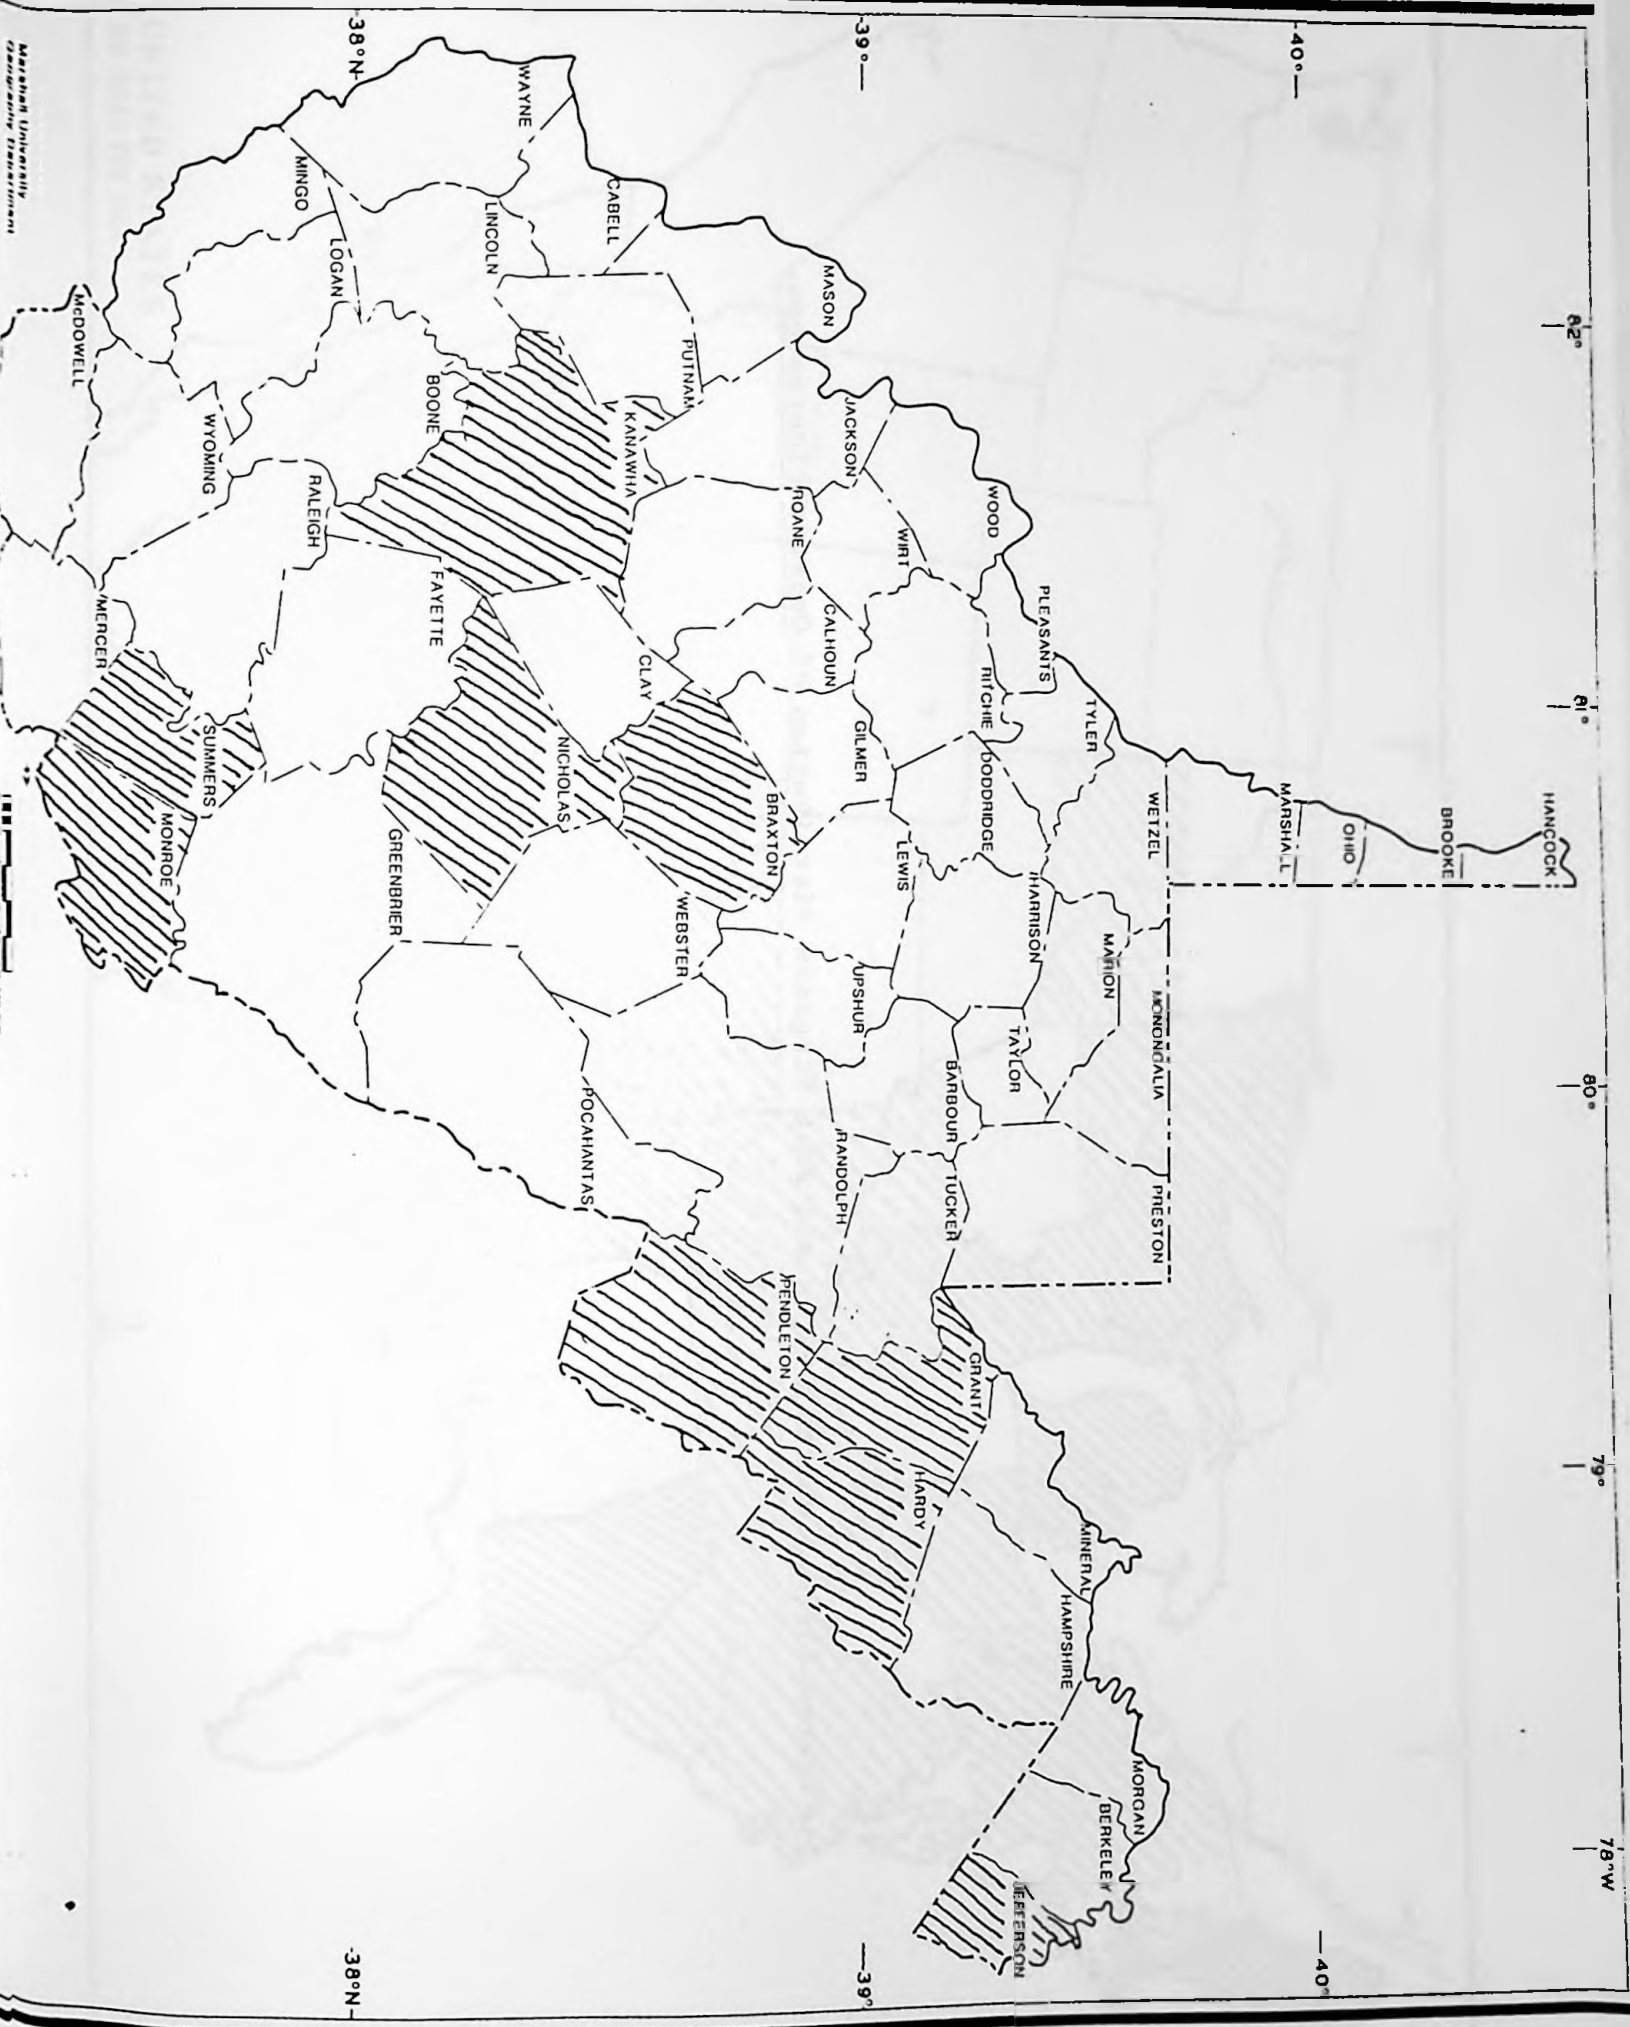 82°
81°
80°
79°
78°W
40°
40°
39°
39°
38°N
38°N
HANCOCK
BROOKE
OHIO
MARSHALL
WETZEL
MONONGALIA
PRESTON
MARION
TYLER
PLEASANTS
WOOD
RITCHIE
DODDRIDGE
HARRISON
TAYLOR
BARBOUR
TUCKER
GRANT
MINERAL
HAMPSHIRE
MORGAN
BERKELEY
JEFFERSON
HARDY
WIRT
JACKSON
MASON
ROANE
CALHOUN
GILMER
LEWIS
UPSHUR
RANDOLPH
PENDLETON
BRAXTON
WEBSTER
PUTNAM
CABELL
KANAWHA
CLAY
NICHOLAS
POCAHANTAS
WAYNE
LINCOLN
BOONE
FAYETTE
GREENBRIER
MINGO
LOGAN
RALEIGH
WYOMING
SUMMERS
MONROE
McDOWELL
MERCER
Marshall University
Geography Department